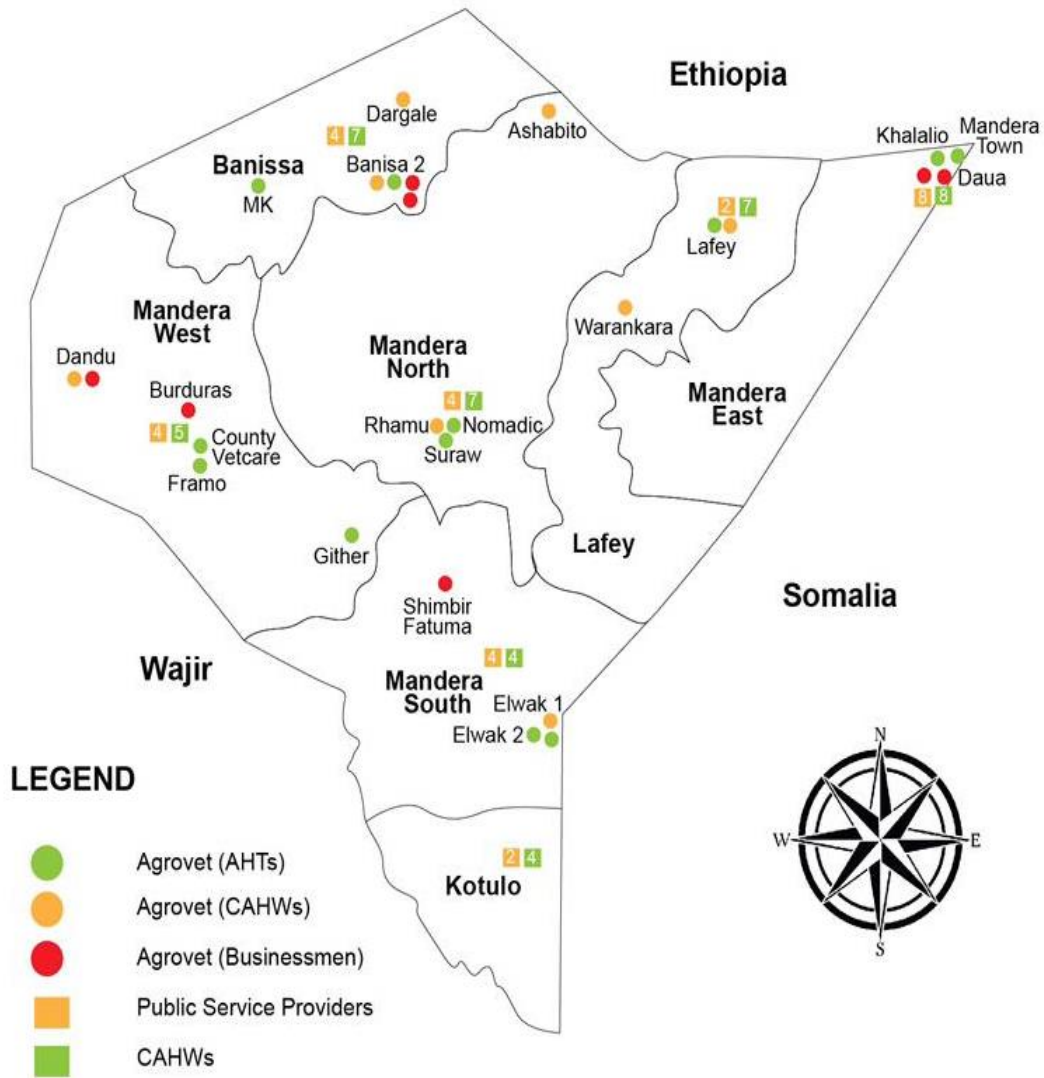 Ethiopia
Dargale
Ashabito
4 7
Khalalio
Mandera
Town
Banissa
Banisa 2
MK
Daua
8 8
2 7
Lafey
Mandera
West
Warankara
Mandera
North
Dandu
Mandera
East
Burduras
4 7
4 5
Rhamu
Nomadic
County
Vetcare
Suraw
Framo
Gither
Lafey
Shimbir
Fatuma
Somalia
Wajir
4 4
Mandera
South
Elwak 1
Elwak 2
2 4
Kotulo
LEGEND
Agrovet (AHTs)
Agrovet (CAHWs)
Agrovet (Businessmen)
Public Service Providers
CAHWs
N
W
E
S